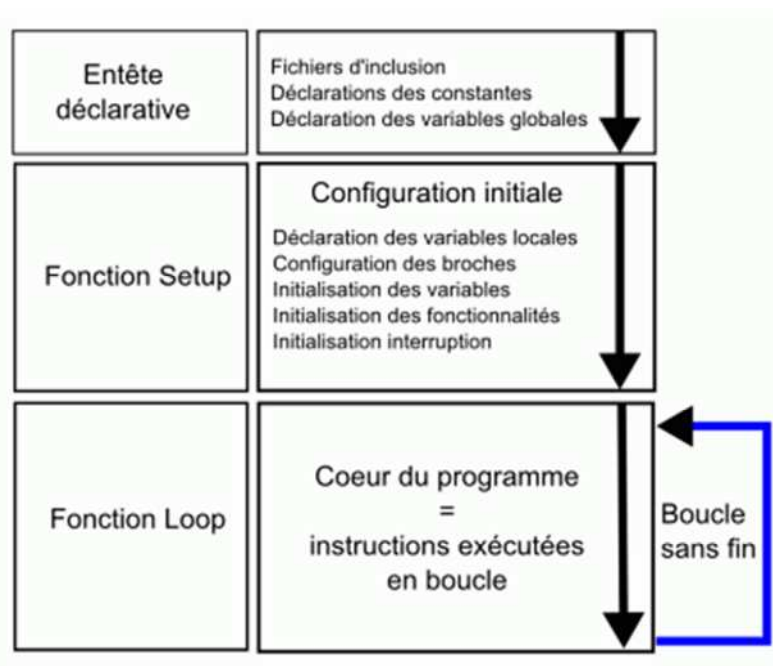 Entête
déclarative
Fichiers d'inclusion
Déclarations des constantes
Déclaration des variables globales
Fonction Setup
Configuration initiale
Déclaration des variables locales
Configuration des broches
Initialisation des variables
Initialisation des fonctionnalités
Initialisation interruption
Fonction Loop
Coeur du programme
=
instructions exécutées
en boucle
Boucle
sans fin